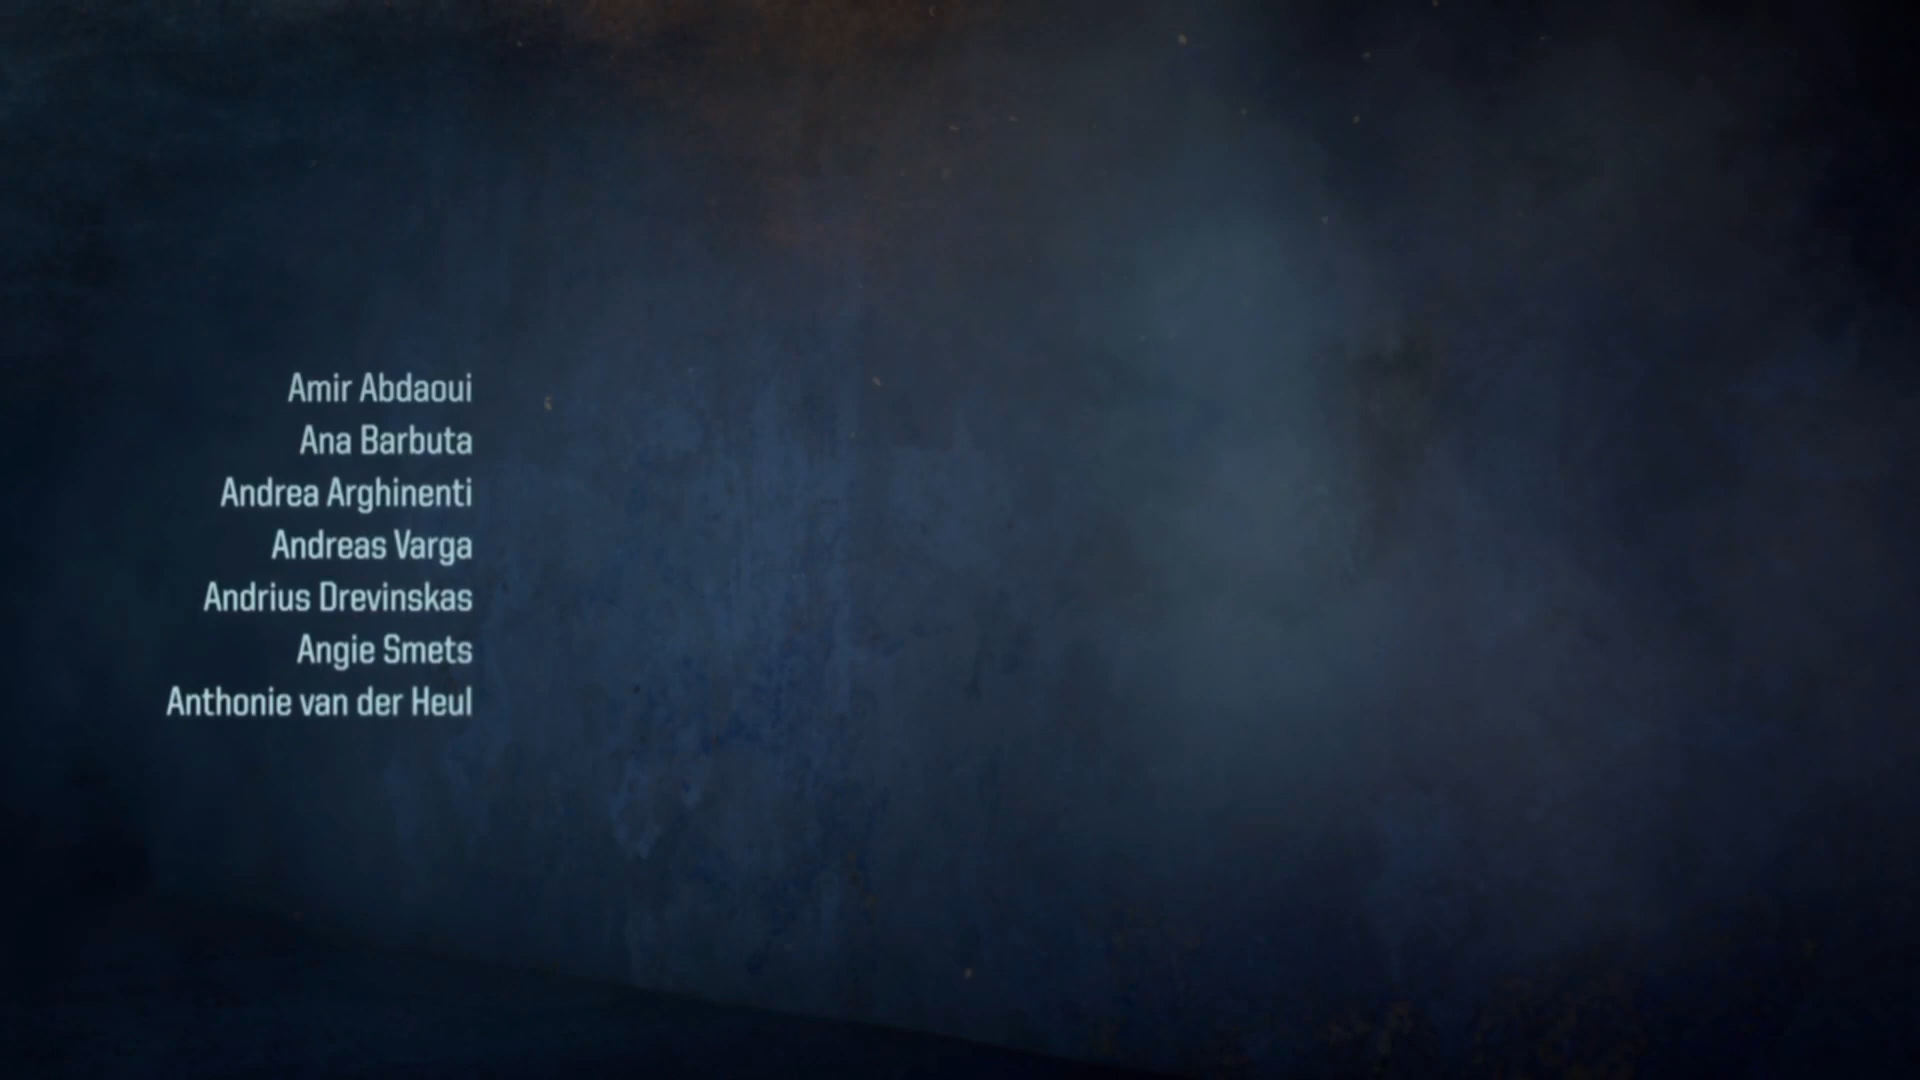 Amir Abdaoui
Ana Barbuta
Andrea Arghinenti
Andreas Varga
Andrius Drevinskas
Angie Smets
Anthonie van der Heul